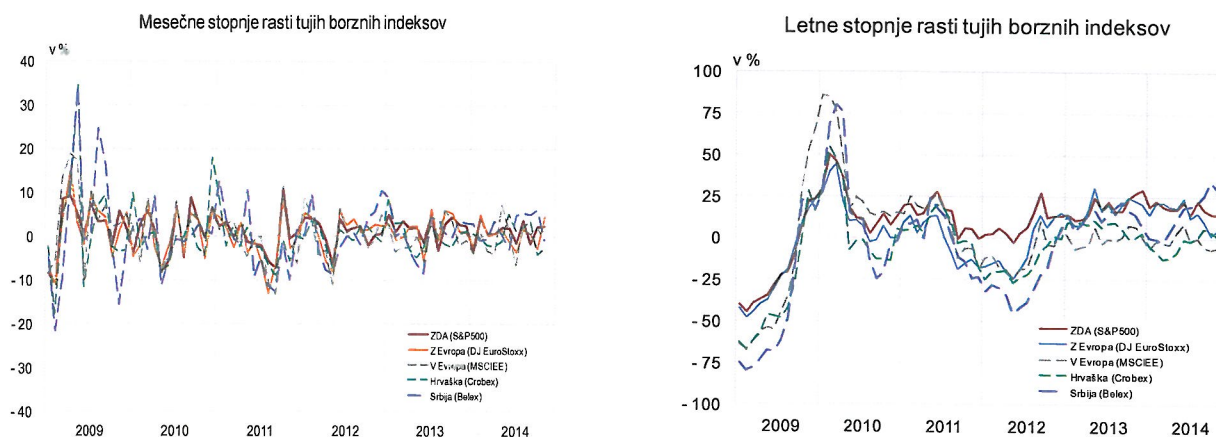 Mesečne stopnje rasti tujih borznih indeksov
v %
40
30
20
10
0
- 10
- 20
- 30
- 40
ZDA (S&P500)
Z Evropa (DJ EuroStoxx)
V Evropa (MSCIEE)
Hrvaška (Crobex)
Srbija (Belex)
2009 2010 2011 2012 2013 2014
Letne stopnje rasti tujih borznih indeksov
v %
100
75
50
25
0
- 25
- 50
- 75
- 100
ZDA (S&P500)
Z Evropa (DJ EuroStoxx)
V Evropa (MSCIEE)
Hrvaška (Crobex)
Srbija (Belex)
2009 2010 2011 2012 2013 2014